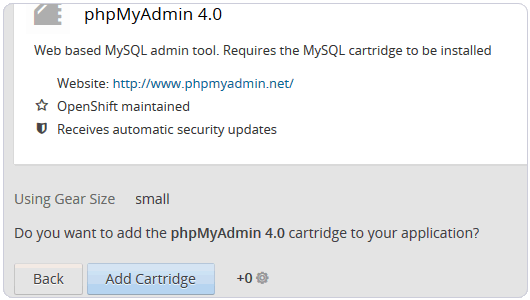 phpMyAdmin 4.0
Web based MySQL admin tool. Requires the MySQL cartridge to be installed
Website: http://www.phpmyadmin.net/
OpenShift maintained
Receives automatic security updates
Using Gear Size small
Do you want to add the phpMyAdmin 4.0 cartridge to your application?
Back Add Cartridge +0